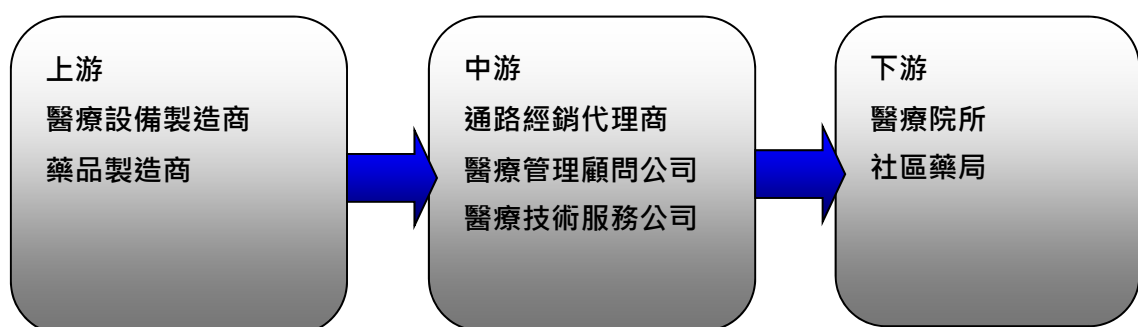 上游
醫療設備製造商
藥品製造商
中游
通路經銷代理商
醫療管理顧問公司
醫療技術服務公司
下游
醫療院所
社區藥局